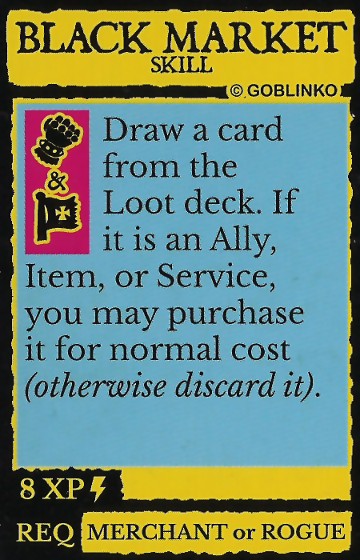 BLACK MARKET
SKILL
© GOBLINKO
&
Draw a card
from the
Loot deck. If
it is an Ally,
Item, or Service,
you may purchase
it for normal cost
(otherwise discard it).
8 XP
REQ MERCHANT or ROGUE